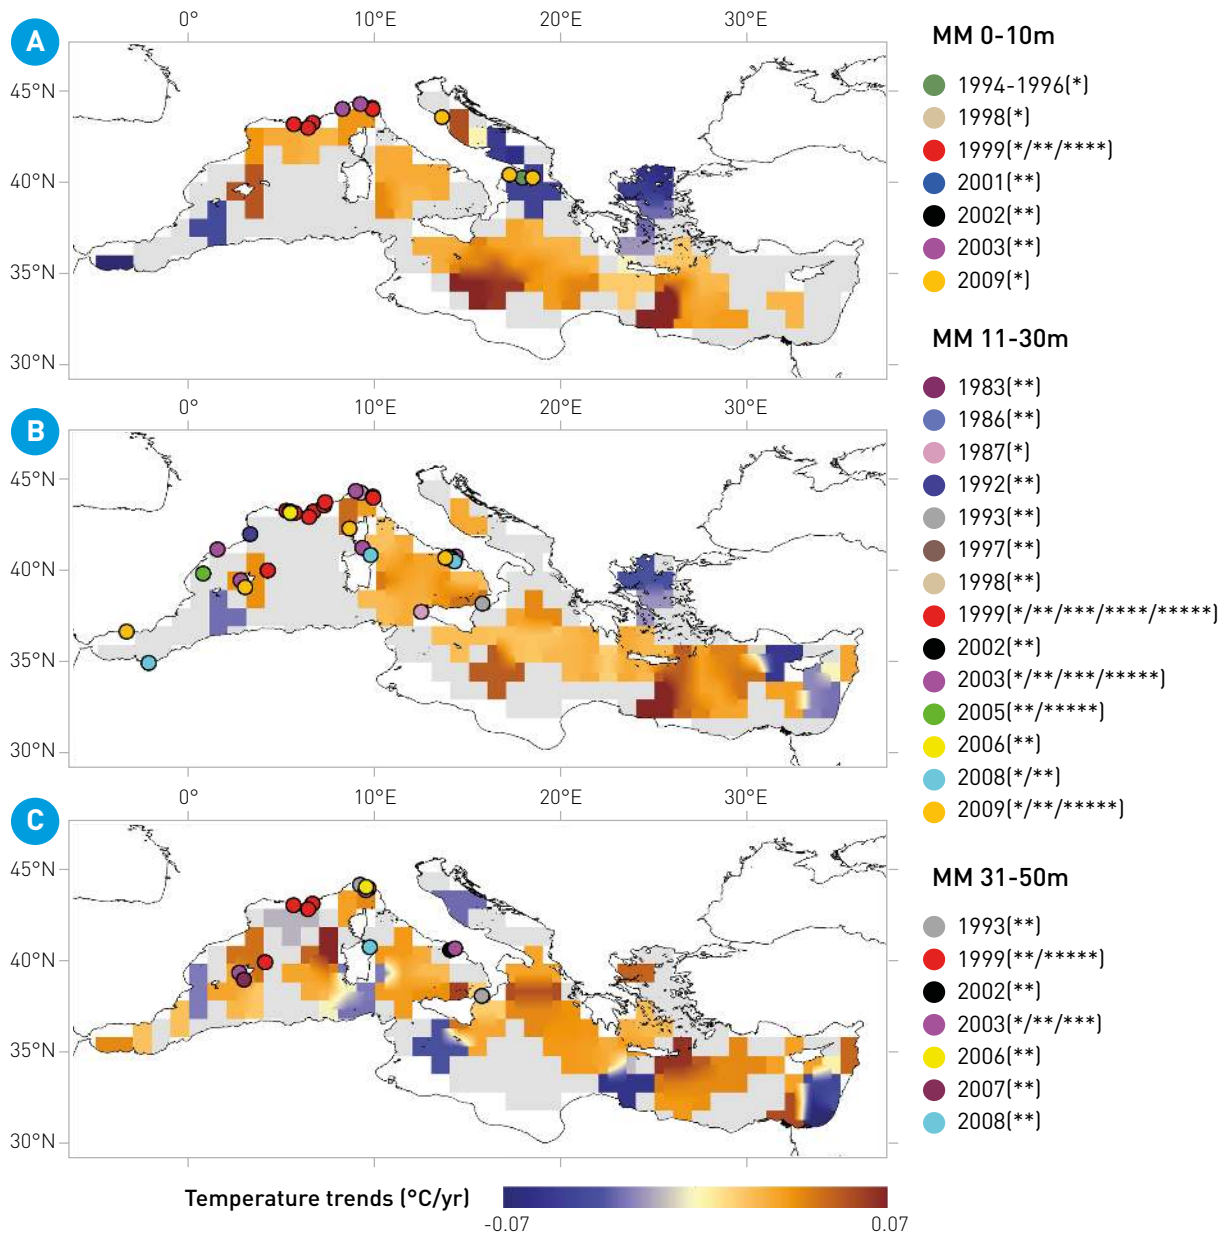 A
0° 10°E 20°E 30°E
45°N
40°N
35°N
30°N
B
0° 10°E 20°E 30°E
45°N
40°N
35°N
30°N
C
0° 10°E 20°E 30°E
45°N
40°N
35°N
30°N
Temperature trends (°C/yr)
-0.07 0.07
MM 0-10m
1994-1996(*)
1998(*)
1999(*/**/****)
2001(**)
2002(**)
2003(**)
2009(*)
MM 11-30m
1983(**)
1986(**)
1987(*)
1992(**)
1993(**)
1997(**)
1998(**)
1999(*/**/***/****/*****)
2002(**)
2003(*/**/***/*****)
2005(**/*****)
2006(**)
2008(*/**)
2009(*/**/*****)
MM 31-50m
1993(**)
1999(**/*****)
2002(**)
2003(*/**/***)
2006(**)
2007(**)
2008(**)